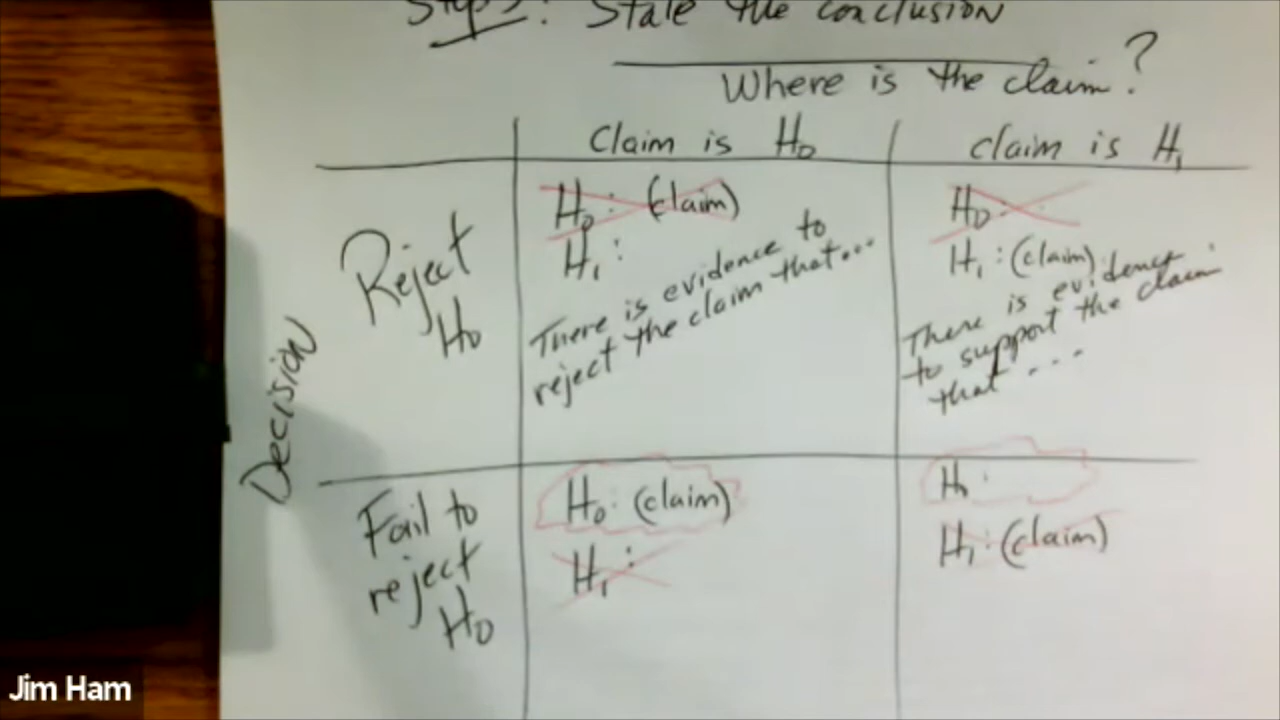 Step 5: State the conclusion
Where is the claim?
Claim is H₀
claim is H₁
Decision
Reject
H₀
H₀: (claim)
H₁:
There is evidence to
reject the claim that...
H₀ :
H₁: (claim)
There is evidence
to support the claim
that ...
Fail to
reject
H₀
H₀: (claim)
H₁:
H₀:
H₁: (claim)
Jim Ham